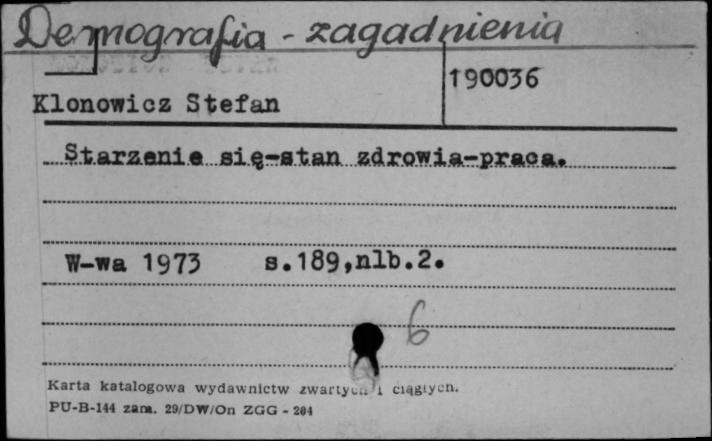 Demografia - zagadnienia
190036
Klonowicz Stefan
Starzenie się-stan zdrowia-praca.
W-wa 1973 s.189,nlb.2.
6
Karta katalogowa wydawnictw zwartych i ciągłych.
PU-B-144 zam. 29/DW/On ZGG - 204